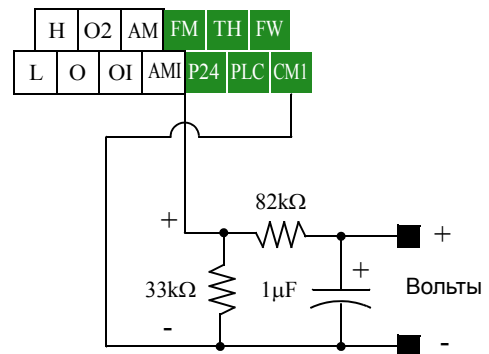 H O2 AM FM TH FW
L O OI AMI P24 PLC CM1
82kΩ
+ +
+
33kΩ 1μF Вольты
- -